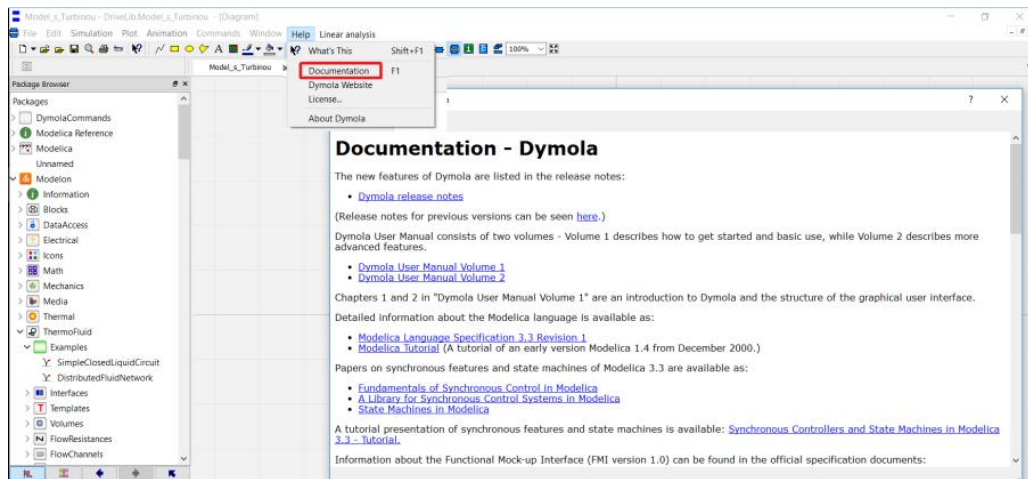 Model_s_Turbinou - DriveLib.Model_s_Turbinou - [Diagram]
File Edit Simulation Plot Animation Commands Window Help Linear analysis
100%
What's This Shift+F1
Documentation F1
Dymola Website
License...
About Dymola
Model_s_Turbinou
Package Browser
Packages
DymolaCommands
Modelica Reference
Modelica
Unnamed
Modelon
Information
Blocks
DataAccess
Electrical
Icons
Math
Mechanics
Media
Thermal
ThermoFluid
Examples
SimpleClosedLiquidCircuit
DistributedFluidNetwork
Interfaces
Templates
Volumes
FlowResistances
FlowChannels
Documentation - Dymola
The new features of Dymola are listed in the release notes:
• Dymola release notes
(Release notes for previous versions can be seen here.)
Dymola User Manual consists of two volumes - Volume 1 describes how to get started and basic use, while Volume 2 describes more
advanced features.
• Dymola User Manual Volume 1
• Dymola User Manual Volume 2
Chapters 1 and 2 in "Dymola User Manual Volume 1" are an introduction to Dymola and the structure of the graphical user interface.
Detailed information about the Modelica language is available as:
• Modelica Language Specification 3.3 Revision 1
• Modelica Tutorial (A tutorial of an early version Modelica 1.4 from December 2000.)
Papers on synchronous features and state machines of Modelica 3.3 are available as:
• Fundamentals of Synchronous Control in Modelica
• A Library for Synchronous Control Systems in Modelica
• State Machines in Modelica
A tutorial presentation of synchronous features and state machines is available: Synchronous Controllers and State Machines in Modelica
3.3 - Tutorial.
Information about the Functional Mock-up Interface (FMI version 1.0) can be found in the official specification documents: